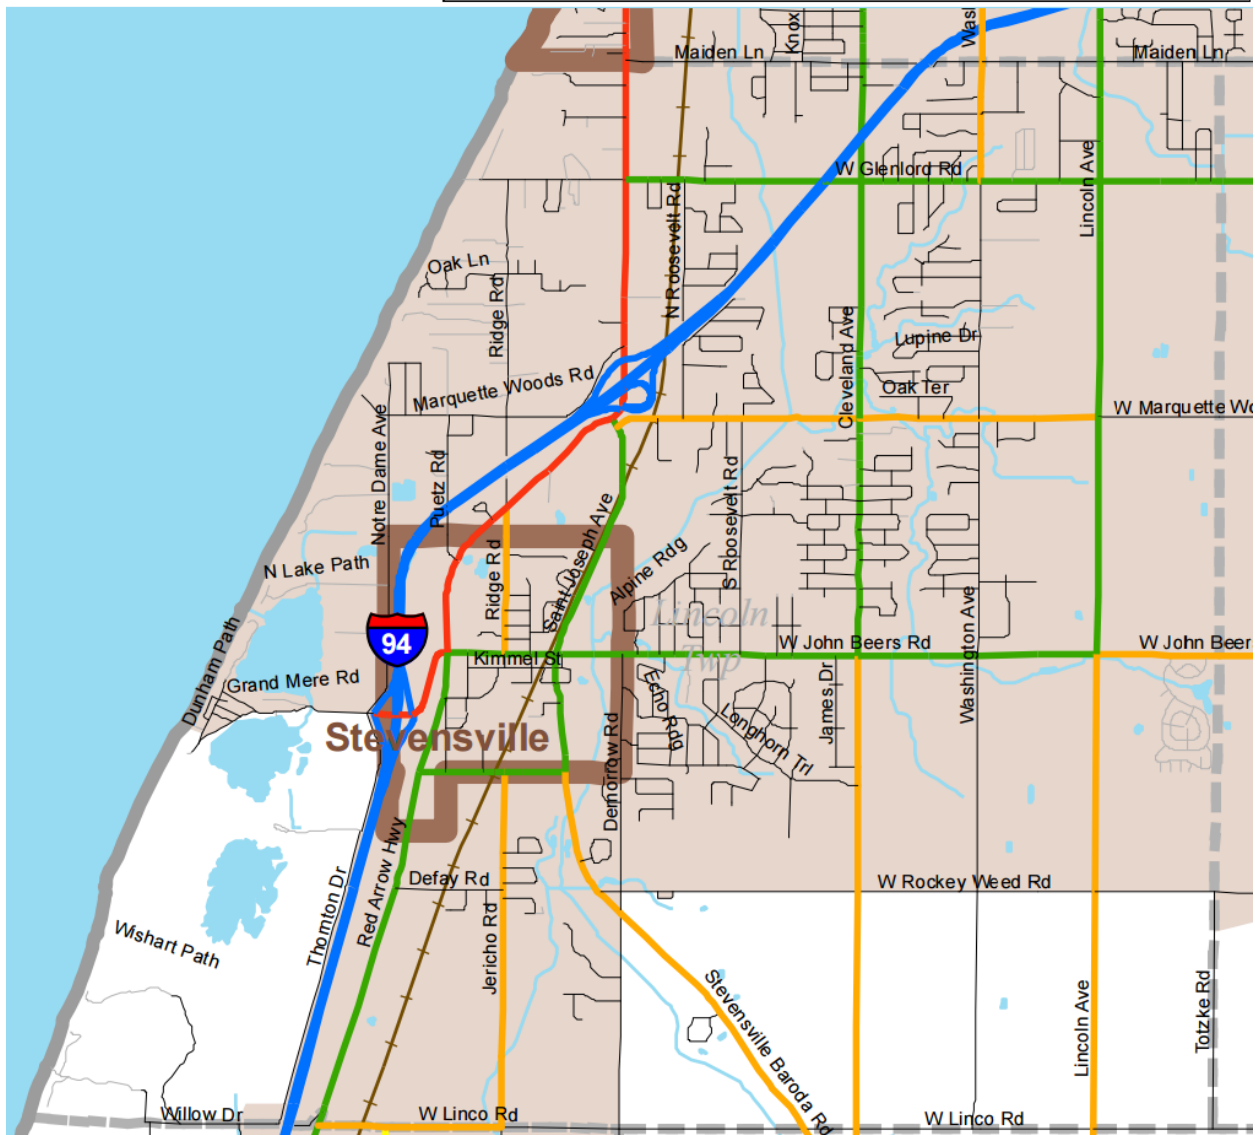 Maiden Ln
Knox
Was
Maiden Ln
W Glenlord Rd
Lincoln Ave
N Roosevelt Rd
Oak Ln
Ridge Rd
Cleveland Ave
Lupine Dr
Marquette Woods Rd
Oak Ter
W Marquette Wo
Notre Dame Ave
Puetz Rd
S Roosevelt Rd
Saint Joseph Ave
N Lake Path
Ridge Rd
Alpine Rdg
Lincoln
Twp
94
Washington Ave
W John Beers Rd
W John Beer
Kimmel St
Dunham Path
Grand Mere Rd
Echo Rdg
James Dr
Longhorn Trl
Stevensville
Demorrow Rd
Red Arrow Hwy
Defay Rd
W Rockey Weed Rd
Thornton Dr
Jericho Rd
Wishart Path
Stevensville Baroda Rd
Lincoln Ave
Totzke Rd
Willow Dr
W Linco Rd
W Linco Rd